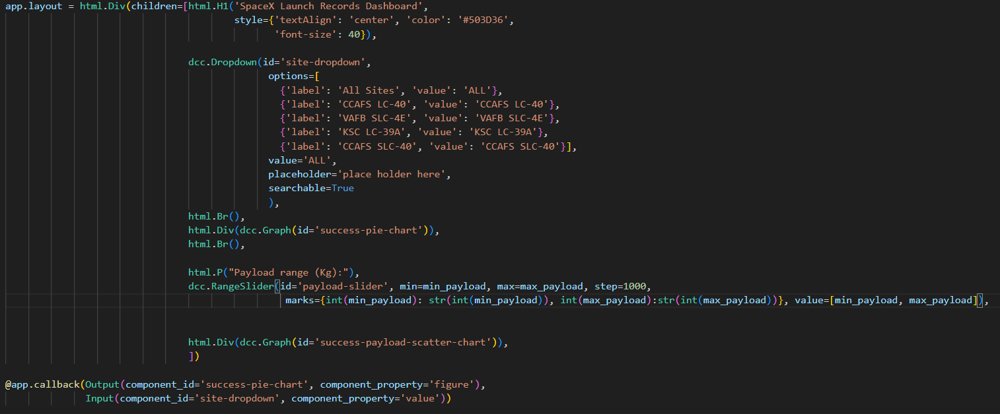 app.layout = html.Div(children=[html.H1('SpaceX Launch Records Dashboard',
style={'textAlign': 'center', 'color': '#503D36',
'font-size': 40}),
dcc.Dropdown(id='site-dropdown',
options=[
{'label': 'All Sites', 'value': 'ALL'},
{'label': 'CCAFS LC-40', 'value': 'CCAFS LC-40'},
{'label': 'VAFB SLC-4E', 'value': 'VAFB SLC-4E'},
{'label': 'KSC LC-39A', 'value': 'KSC LC-39A'},
{'label': 'CCAFS SLC-40', 'value': 'CCAFS SLC-40'}],
value='ALL',
placeholder='place holder here',
searchable=True
),
html.Br(),
html.Div(dcc.Graph(id='success-pie-chart')),
html.Br(),
html.P("Payload range (Kg):"),
dcc.RangeSlider(id='payload-slider', min=min_payload, max=max_payload, step=1000,
marks={int(min_payload): str(int(min_payload)), int(max_payload):str(int(max_payload))}, value=[min_payload, max_payload]),
html.Div(dcc.Graph(id='success-payload-scatter-chart')),
])
@app.callback(Output(component_id='success-pie-chart', component_property='figure'),
Input(component_id='site-dropdown', component_property='value'))